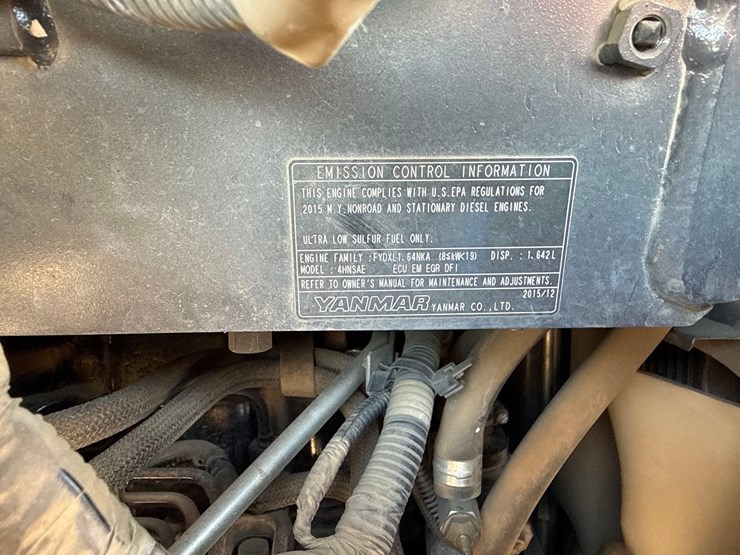 EMISSION CONTROL INFORMATION
THIS ENGINE COMPLIES WITH U.S.EPA REGULATIONS FOR
2015 M.Y.NONROAD AND STATIONARY DIESEL ENGINES.
ULTRA LOW SULFUR FUEL ONLY.
ENGINE FAMILY :FYDXL1.64NKA (8≤kW<19) DISP. : 1.642L
MODEL : 4HNSAE ECU EM EGR DFI
REFER TO OWNER'S MANUAL FOR MAINTENANCE AND ADJUSTMENTS.
2015/12
YANMAR YANMAR CO.,LTD.